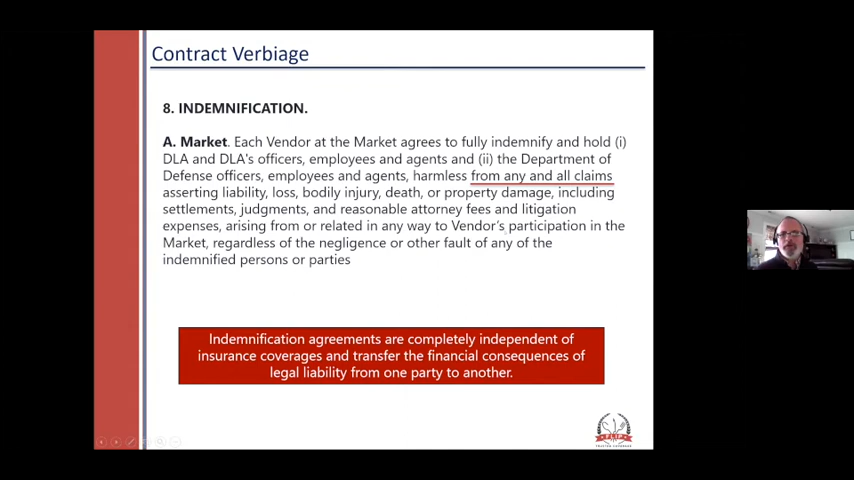 Contract Verbiage
8. INDEMNIFICATION.
A. Market. Each Vendor at the Market agrees to fully indemnify and hold (i)
DLA and DLA's officers, employees and agents and (ii) the Department of
Defense officers, employees and agents, harmless from any and all claims
asserting liability, loss, bodily injury, death, or property damage, including
settlements, judgments, and reasonable attorney fees and litigation
expenses, arising from or related in any way to Vendor's participation in the
Market, regardless of the negligence or other fault of any of the
indemnified persons or parties
Indemnification agreements are completely independent of
insurance coverages and transfer the financial consequences of
legal liability from one party to another.
FLIP